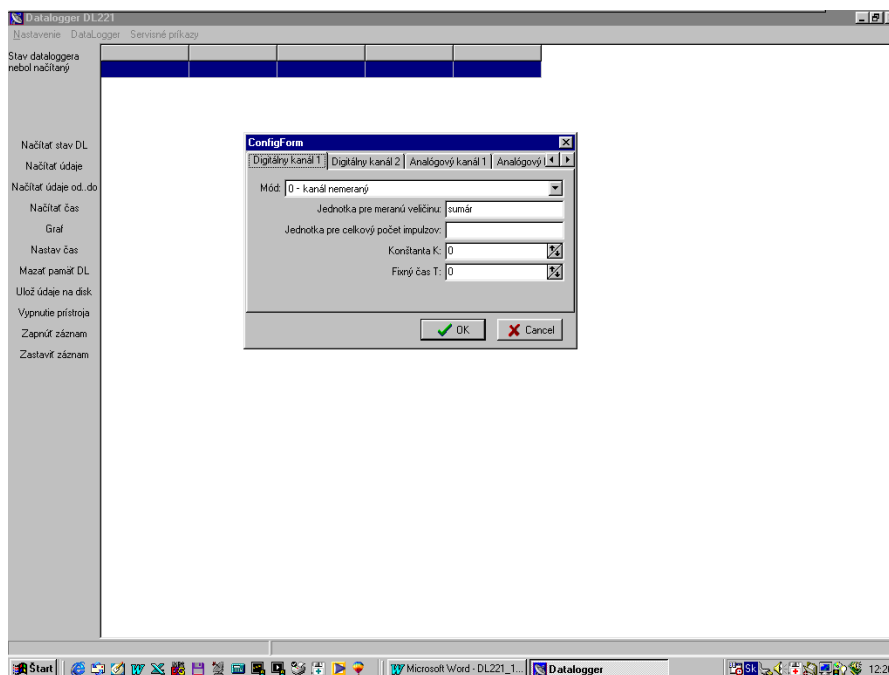 Datalogger DL221
Nastavenie DataLogger Servisné príkazy
Stav dataloggera
nebol načítaný
Načítať stav DL
Načítať údaje
Načítať údaje od..do
Načítať čas
Graf
Nastav čas
Mazať pamäť DL
Ulož údaje na disk
Vypnutie prístroja
Zapnúť záznam
Zastaviť záznam
ConfigForm
Digitálny kanál 1 Digitálny kanál 2 Analógový kanál 1 Analógový
Mód: 0 - kanál nemeraný
Jednotka pre meranú veličinu: sumár
Jednotka pre celkový počet impulzov:
Konštanta K: 0
Fixný čas T: 0
OK Cancel
Štart Microsoft Word - DL221_1... Datalogger Sk